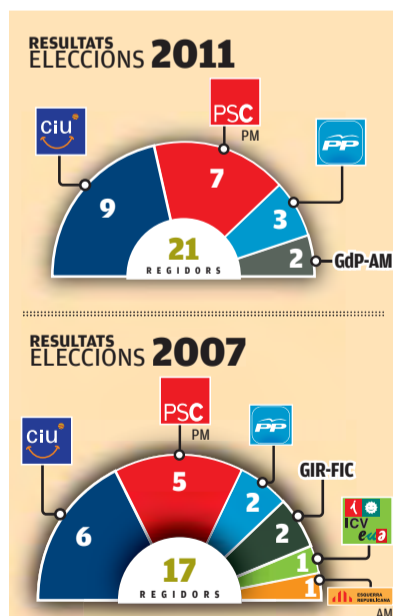 RESULTATS
ELECCIONS 2011
ciu
PSC
PM
PP
9
7
3
2
GdP-AM
21
REGIDORS
RESULTATS
ELECCIONS 2007
ciu
PSC
PM
PP
GIR-FIC
ICV
euia
6
5
2
2
1
1
17
REGIDORS
ESQUERRA
REPUBLICANA
AM